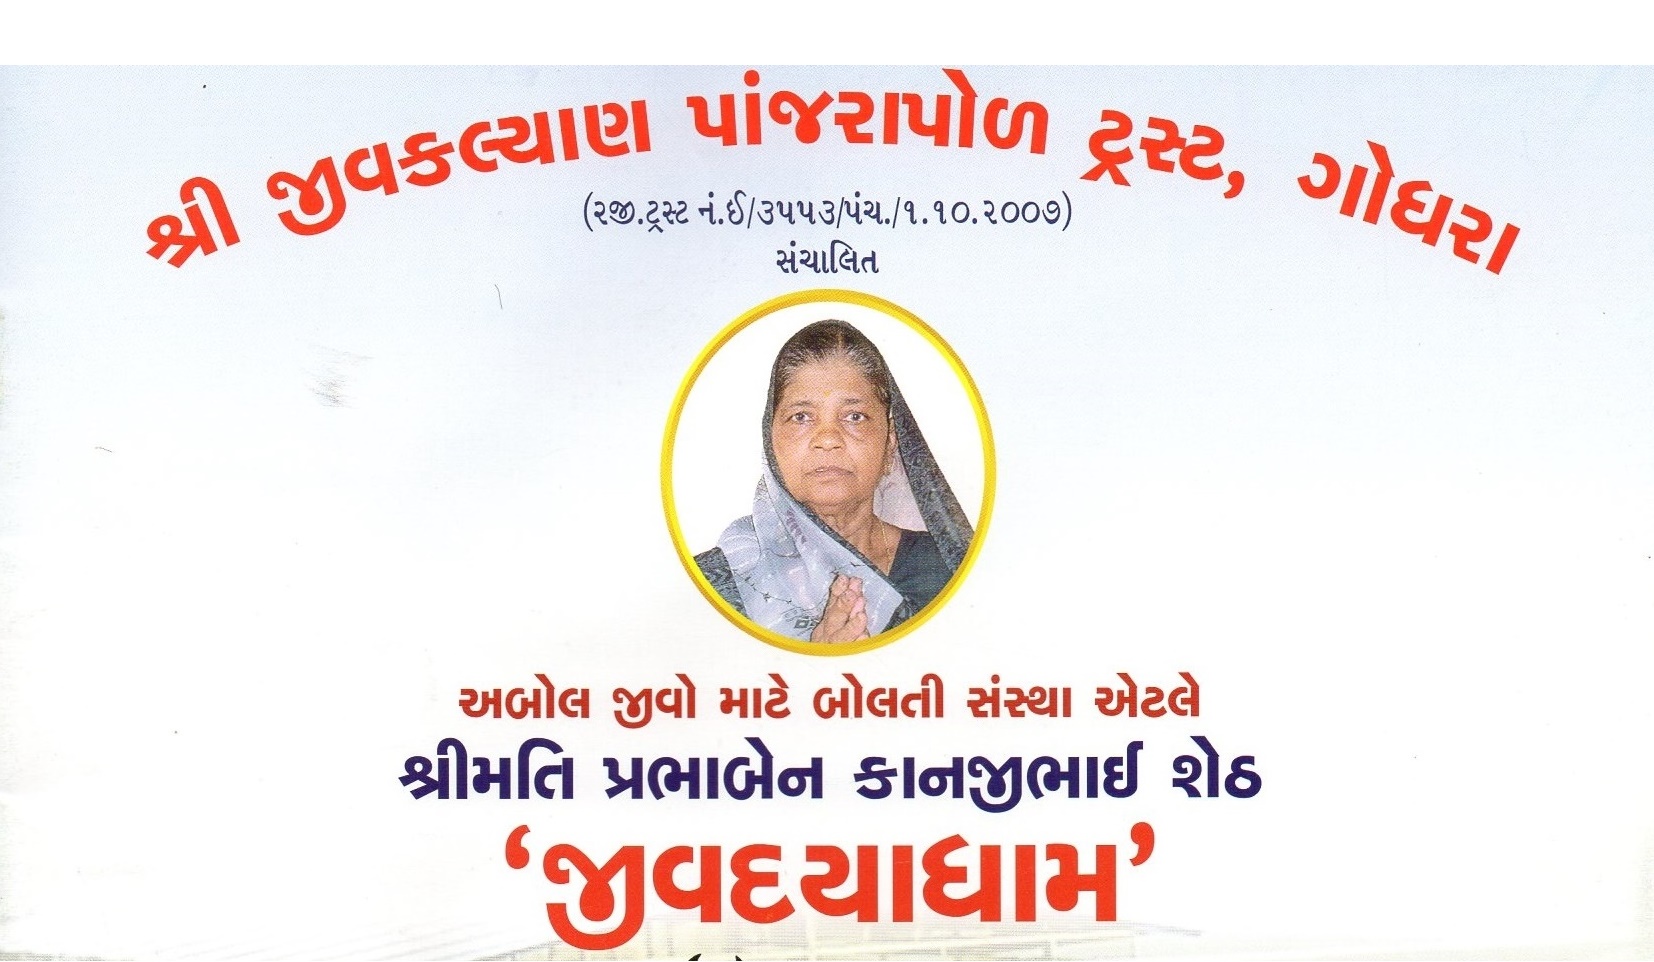 શ્રી જીવકલ્યાણ પાંજરાપોળ ટ્રસ્ટ, ગોધરા
(રજી.ટ્રસ્ટ નં.ઈ/૩૫૫૩/પંચ./૧.૧૦.૨૦૦૭)
સંચાલિત
અબોલ જીવો માટે બોલતી સંસ્થા એટલે
શ્રીમતિ પ્રભાબેન કાનજીભાઈ શેઠ
‘જીવદયાધામ’